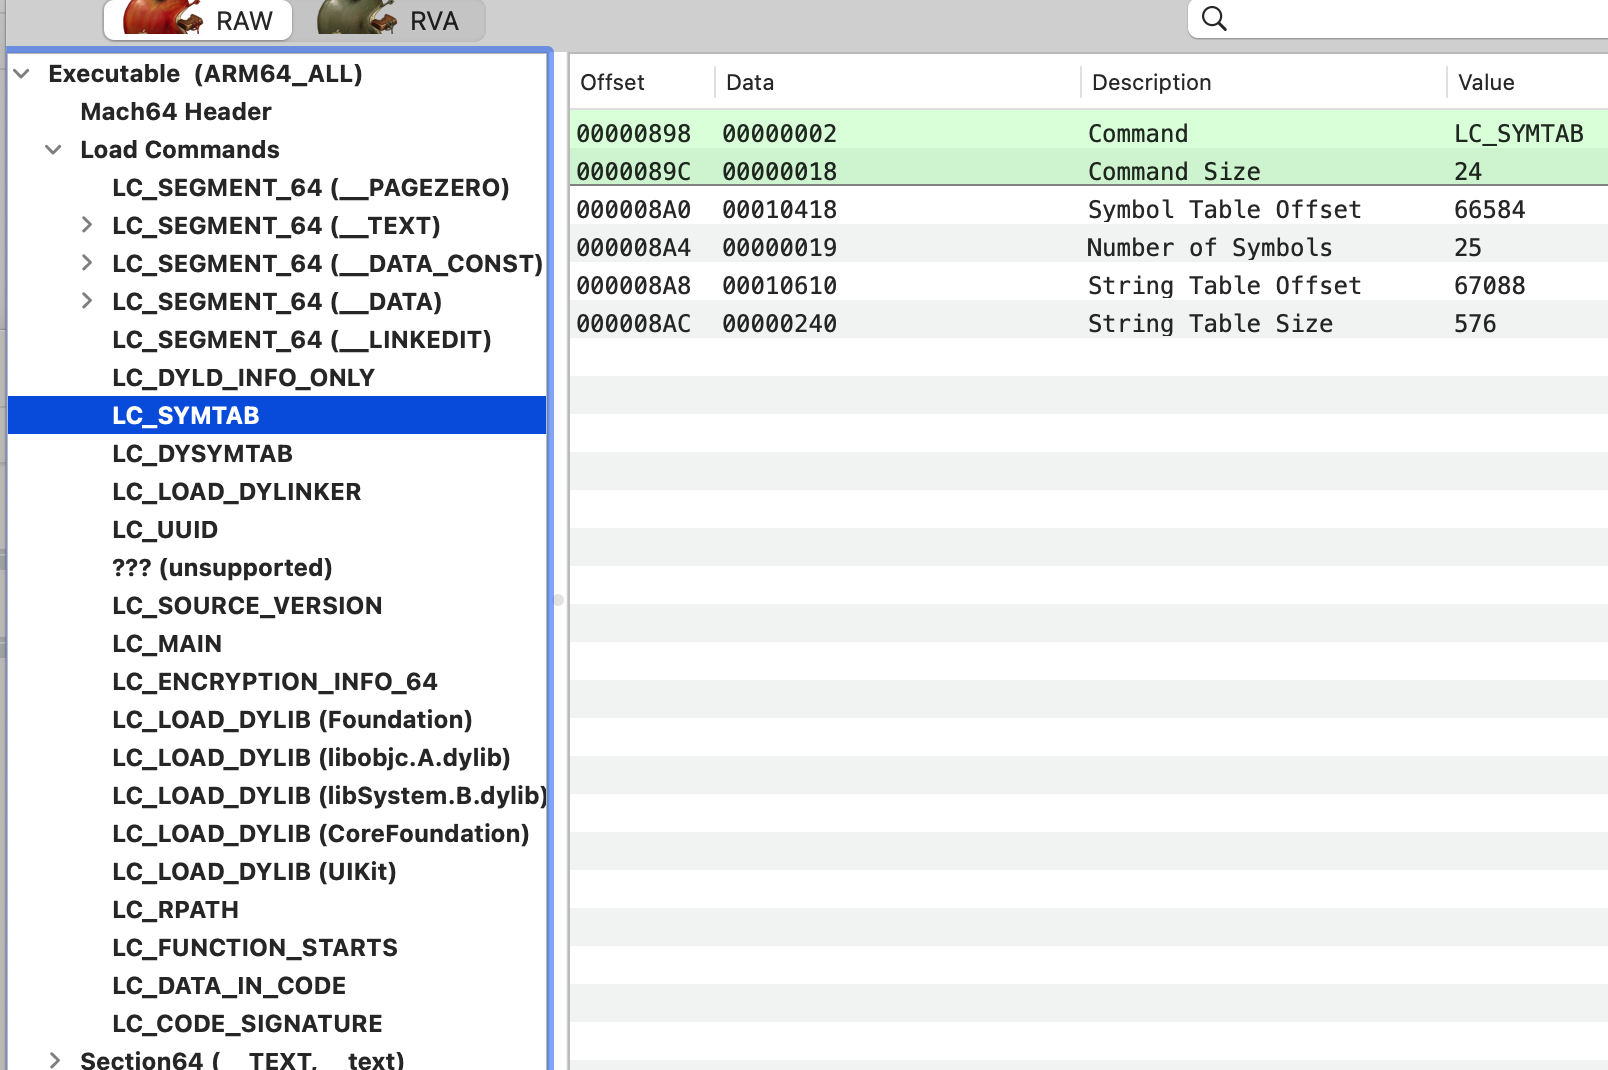 RAW RVA
Executable (ARM64_ALL)
Mach64 Header
Load Commands
LC_SEGMENT_64 (__PAGEZERO)
LC_SEGMENT_64 (__TEXT)
LC_SEGMENT_64 (__DATA_CONST)
LC_SEGMENT_64 (__DATA)
LC_SEGMENT_64 (__LINKEDIT)
LC_DYLD_INFO_ONLY
LC_SYMTAB
LC_DYSYMTAB
LC_LOAD_DYLINKER
LC_UUID
??? (unsupported)
LC_SOURCE_VERSION
LC_MAIN
LC_ENCRYPTION_INFO_64
LC_LOAD_DYLIB (Foundation)
LC_LOAD_DYLIB (libobjc.A.dylib)
LC_LOAD_DYLIB (libSystem.B.dylib)
LC_LOAD_DYLIB (CoreFoundation)
LC_LOAD_DYLIB (UIKit)
LC_RPATH
LC_FUNCTION_STARTS
LC_DATA_IN_CODE
LC_CODE_SIGNATURE
Section64 (__TEXT,__text)
Offset Data Description Value
00000898 00000002 Command LC_SYMTAB
0000089C 00000018 Command Size 24
000008A0 00010418 Symbol Table Offset 66584
000008A4 00000019 Number of Symbols 25
000008A8 00010610 String Table Offset 67088
000008AC 00000240 String Table Size 576